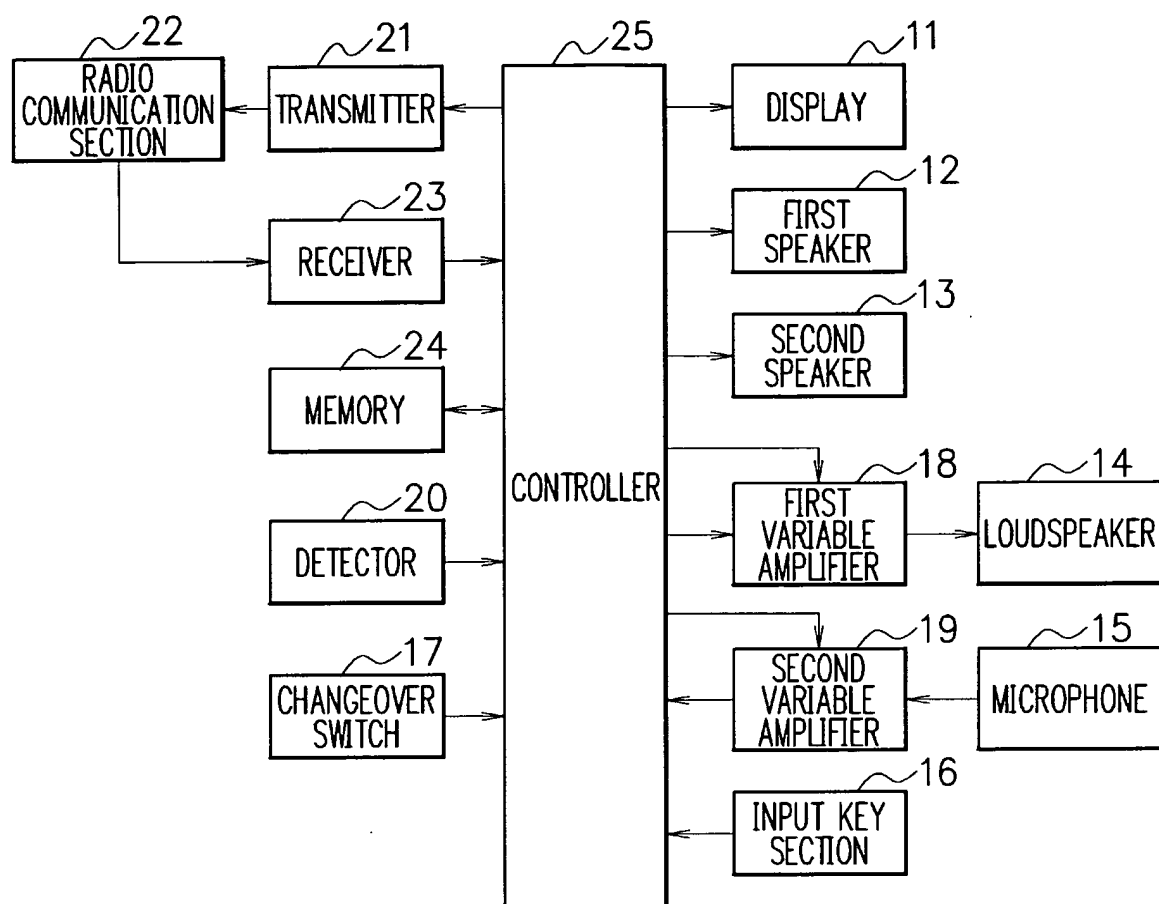 22
21
25
11
RADIO
COMMUNICATION
SECTION
TRANSMITTER
DISPLAY
23
12
RECEIVER
FIRST
SPEAKER
24
13
MEMORY
SECOND
SPEAKER
CONTROLLER
20
18
14
DETECTOR
FIRST
VARIABLE
AMPLIFIER
LOUDSPEAKER
17
19
15
CHANGEOVER
SWITCH
SECOND
VARIABLE
AMPLIFIER
MICROPHONE
16
INPUT KEY
SECTION